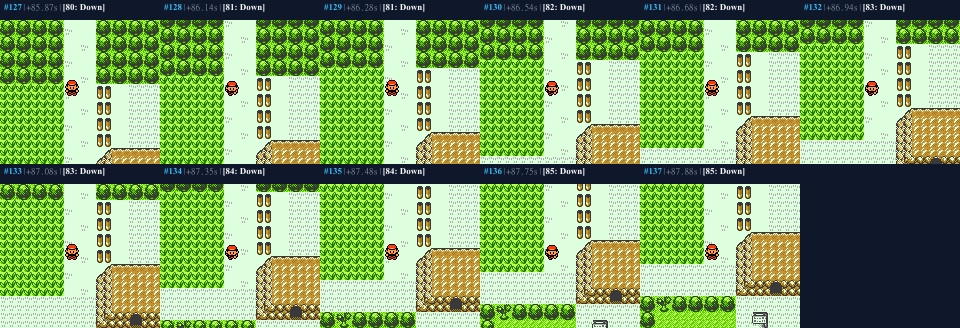 #127|+85.87s|[80: Down]
#128|+86.14s|[81: Down]
#129|+86.28s|[81: Down]
#130|+86.54s|[82: Down]
#131|+86.68s|[82: Down]
#132|+86.94s|[83: Down]
#133|+87.08s|[83: Down]
#134|+87.35s|[84: Down]
#135|+87.48s|[84: Down]
#136|+87.75s|[85: Down]
#137|+87.88s|[85: Down]